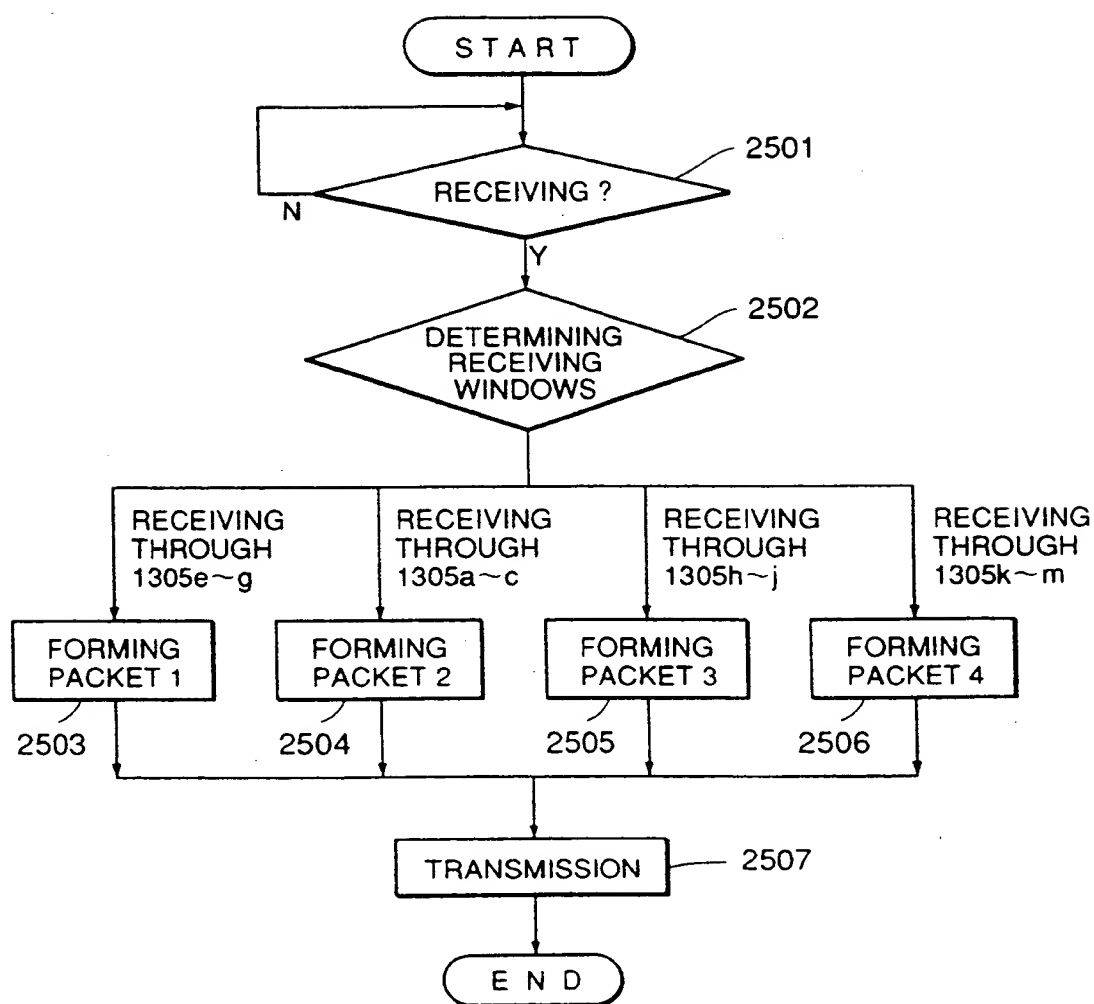 START
2501
RECEIVING ?
N
Y
2502
DETERMINING
RECEIVING
WINDOWS
RECEIVING
THROUGH
1305e~g
RECEIVING
THROUGH
1305a~c
RECEIVING
THROUGH
1305h~j
RECEIVING
THROUGH
1305k~m
FORMING
PACKET 1
FORMING
PACKET 2
FORMING
PACKET 3
FORMING
PACKET 4
2503
2504
2505
2506
TRANSMISSION
2507
END